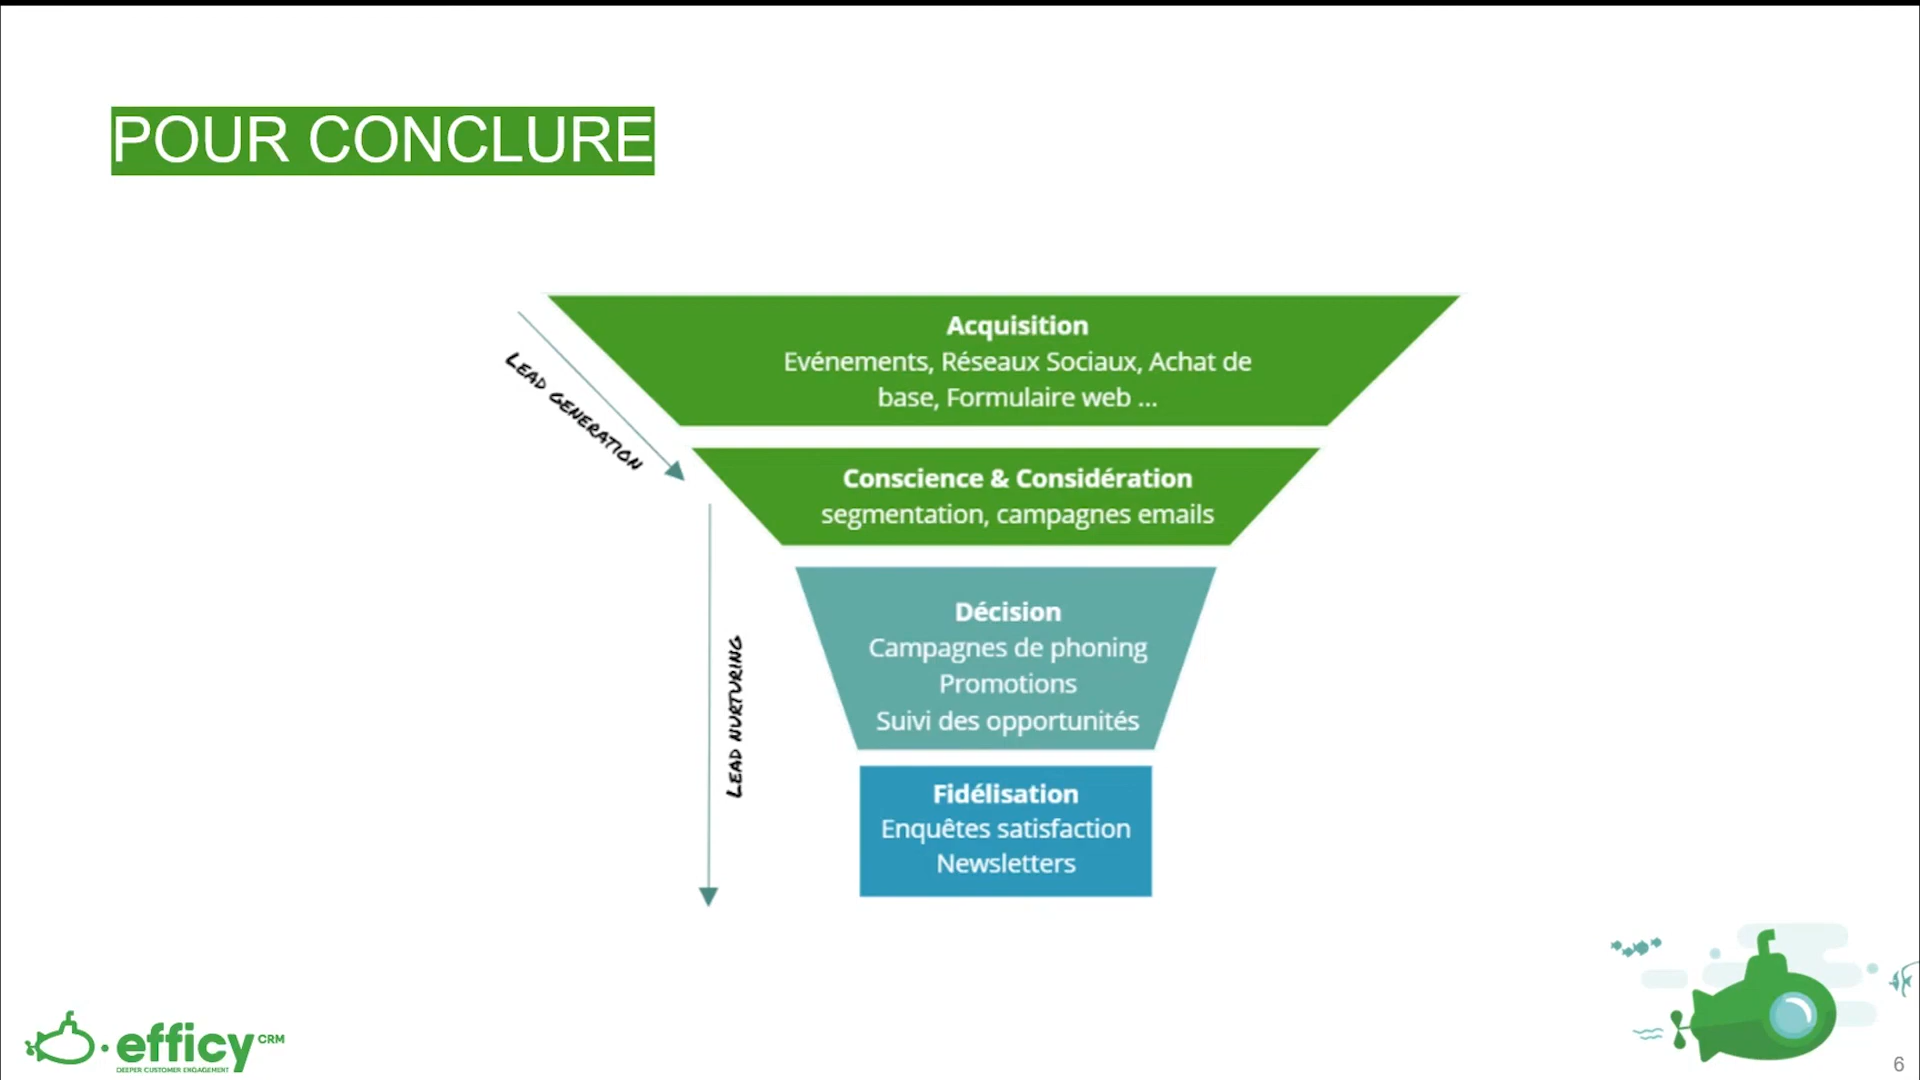 POUR CONCLURE
LEAD GENERATION
LEAD NURTURING
Acquisition
Evénements, Réseaux Sociaux, Achat de
base, Formulaire web ...
Conscience & Considération
segmentation, campagnes emails
Décision
Campagnes de phoning
Promotions
Suivi des opportunités
Fidélisation
Enquêtes satisfaction
Newsletters
efficy CRM
DEEPER CUSTOMER ENGAGEMENT
6